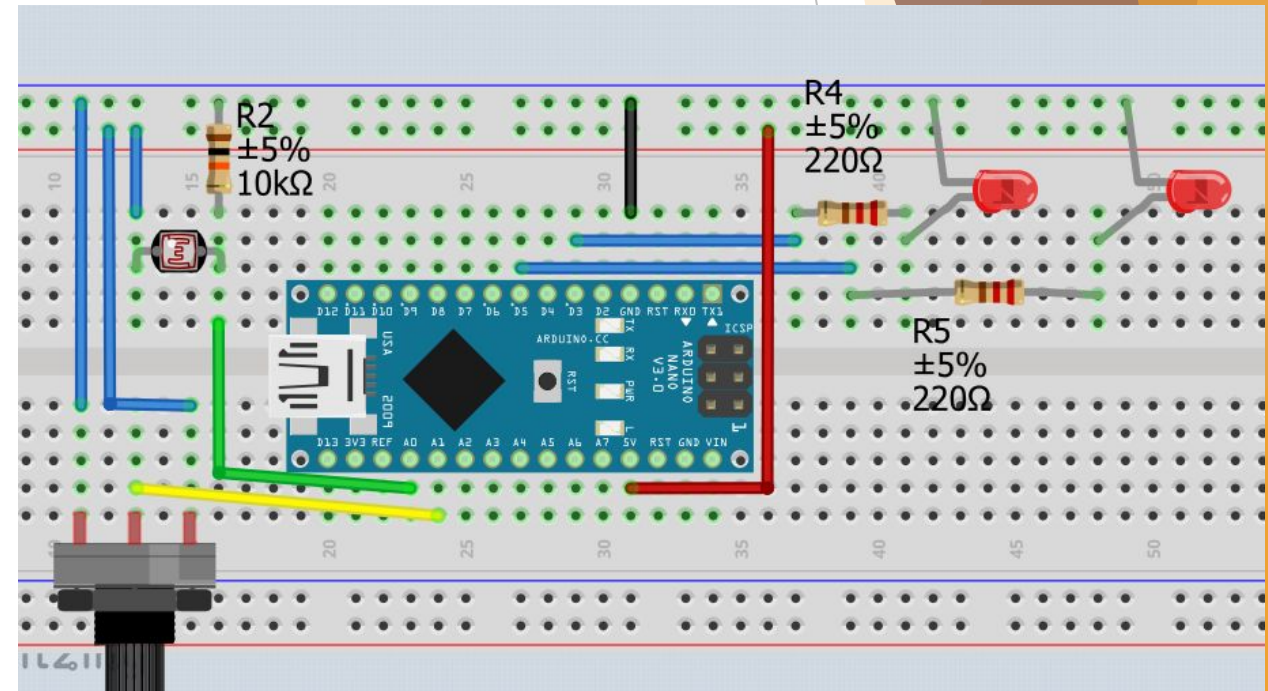 R2
±5%
10kΩ
R4
±5%
220Ω
10 15 20 25 30 35 40 50
D12 D11 D10 D9 D8 D7 D6 D5 D4 D3 D2 GND RST RX0 TX1
USA
2009
ARDUINO.CC
RST
TX
RX
PWR
L
ARDUINO
NANO
V3.0
ICSP
1
R5
±5%
220Ω
D13 3V3 REF A0 A1 A2 A3 A4 A5 A6 A7 5V RST GND VIN
20 25 30 35 40 45 50